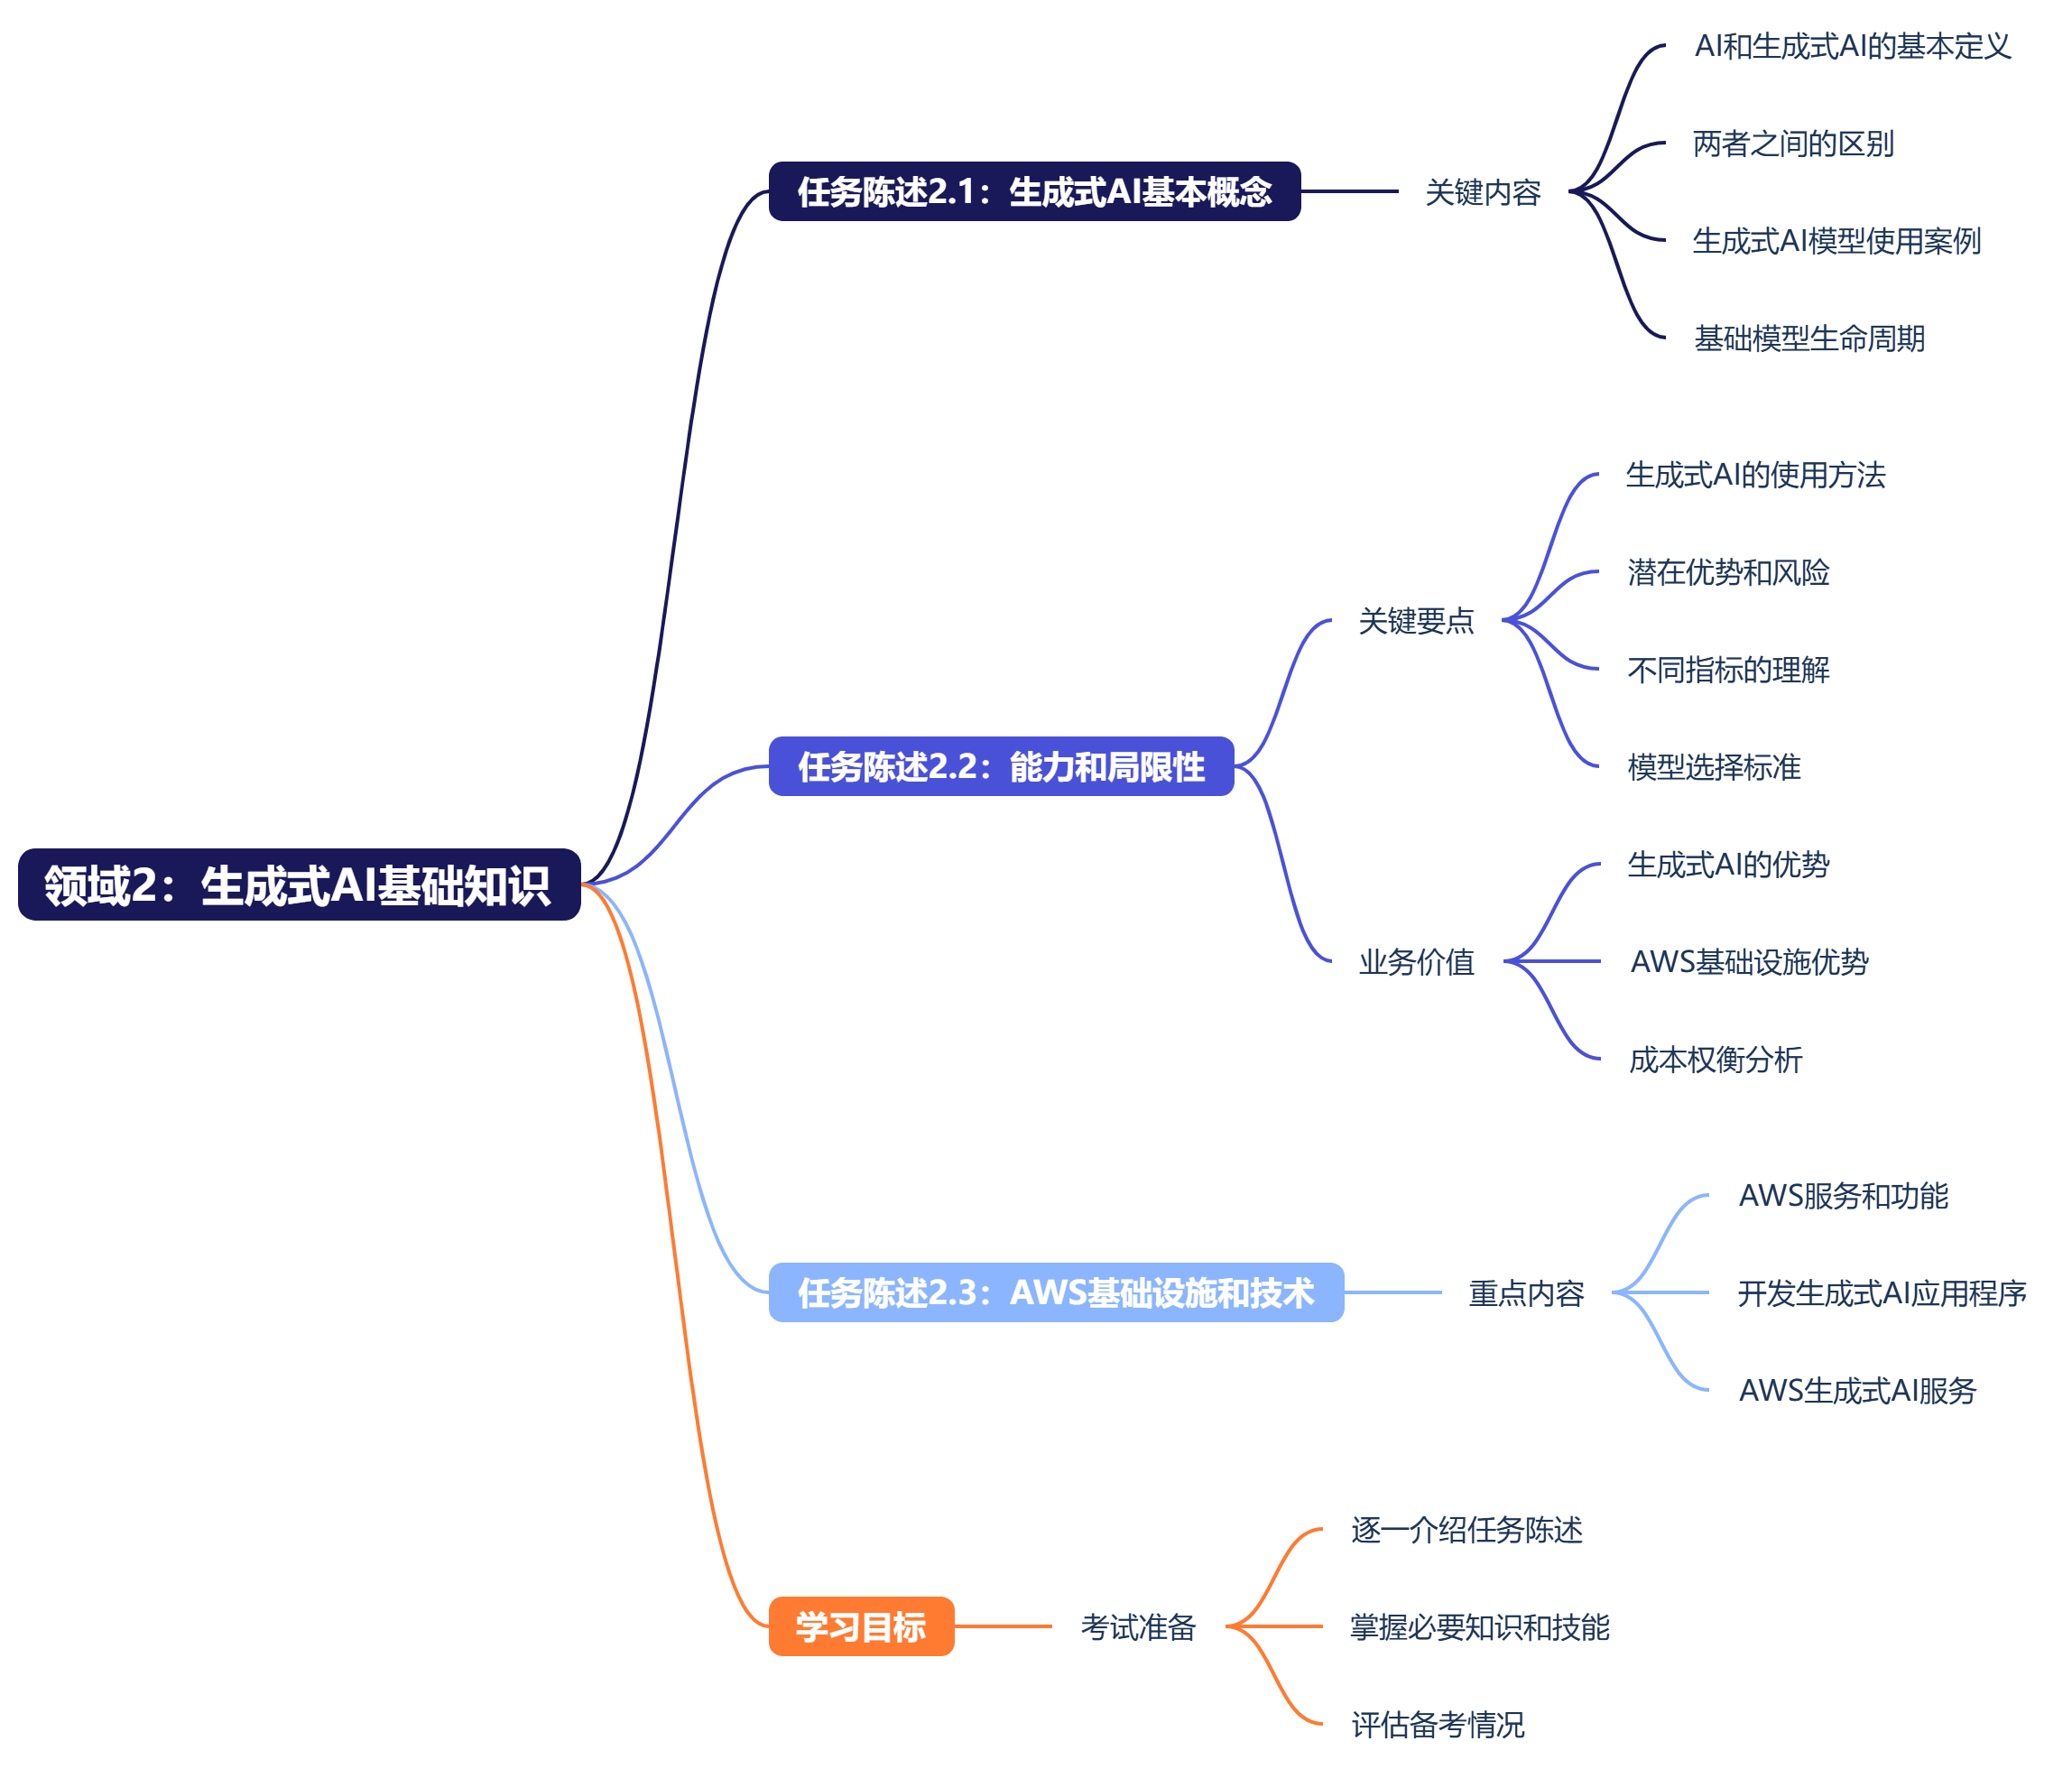 领域2：生成式AI基础知识
任务陈述2.1：生成式AI基本概念
关键内容
AI和生成式AI的基本定义
两者之间的区别
生成式AI模型使用案例
基础模型生命周期
任务陈述2.2：能力和局限性
关键要点
生成式AI的使用方法
潜在优势和风险
不同指标的理解
模型选择标准
业务价值
生成式AI的优势
AWS基础设施优势
成本权衡分析
任务陈述2.3：AWS基础设施和技术
重点内容
AWS服务和功能
开发生成式AI应用程序
AWS生成式AI服务
学习目标
考试准备
逐一介绍任务陈述
掌握必要知识和技能
评估备考情况